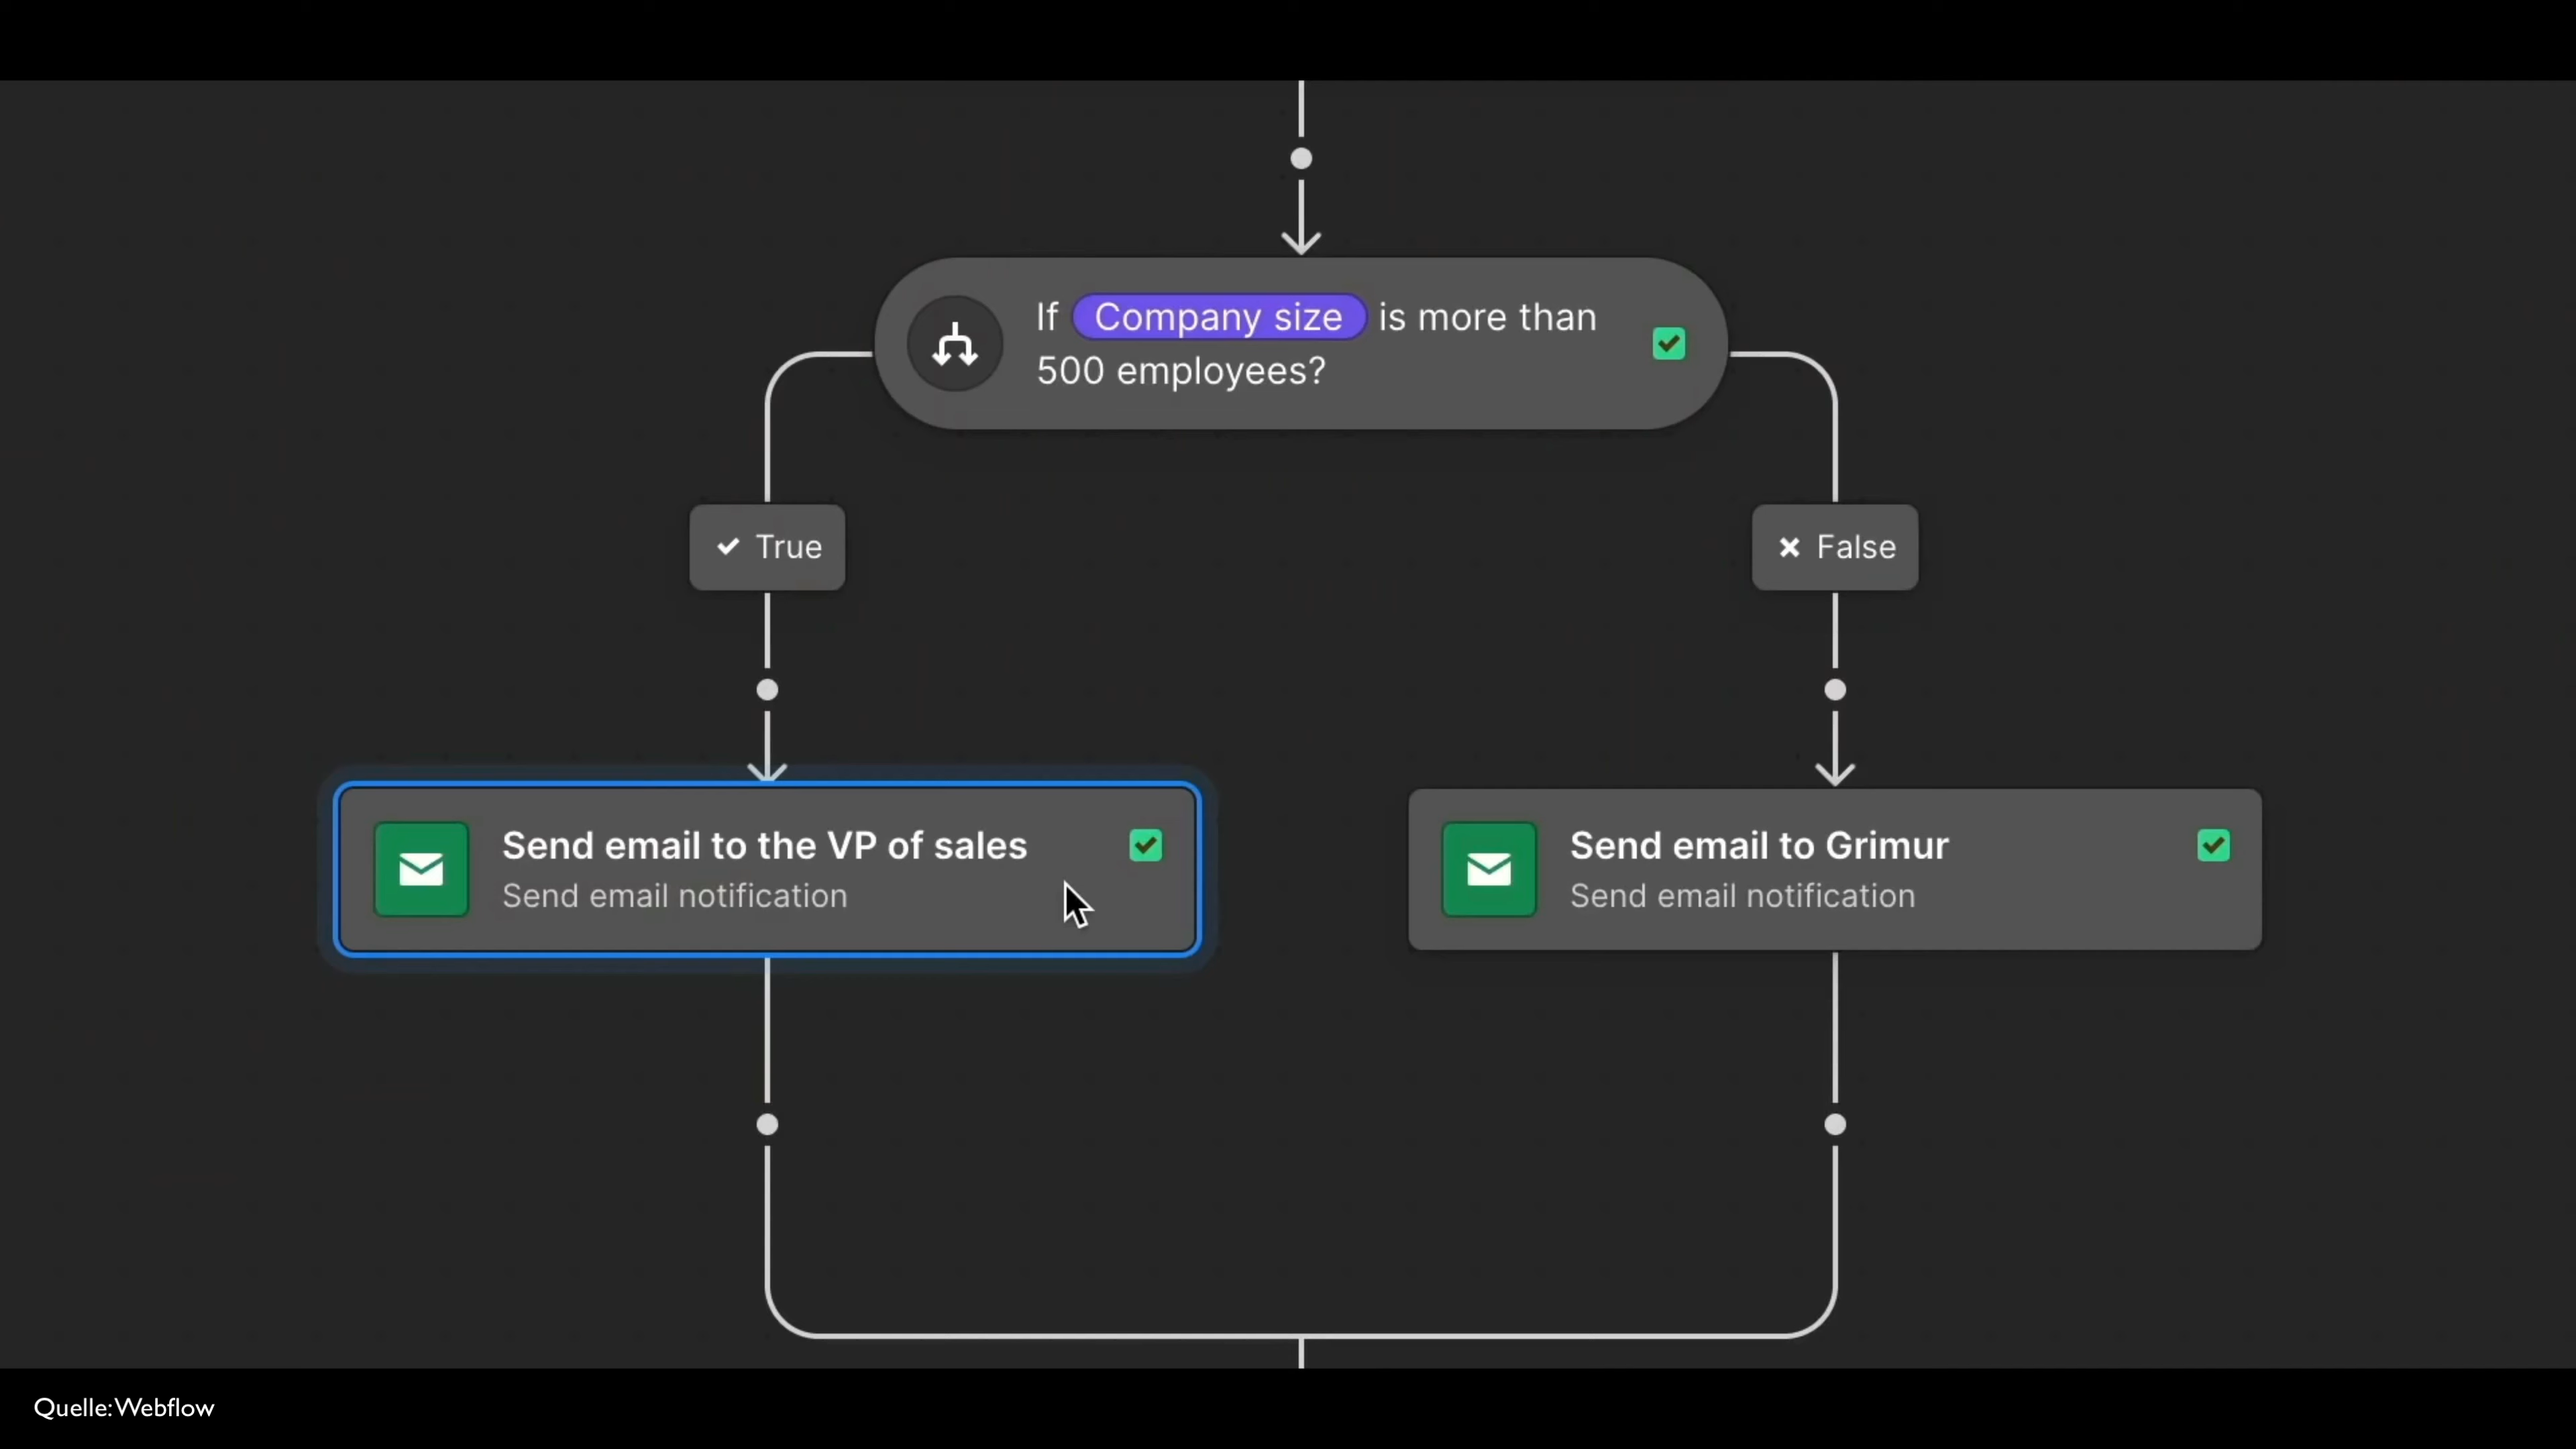 If Company size is more than
500 employees?
True
False
Send email to the VP of sales
Send email notification
Send email to Grimur
Send email notification
Quelle: Webflow